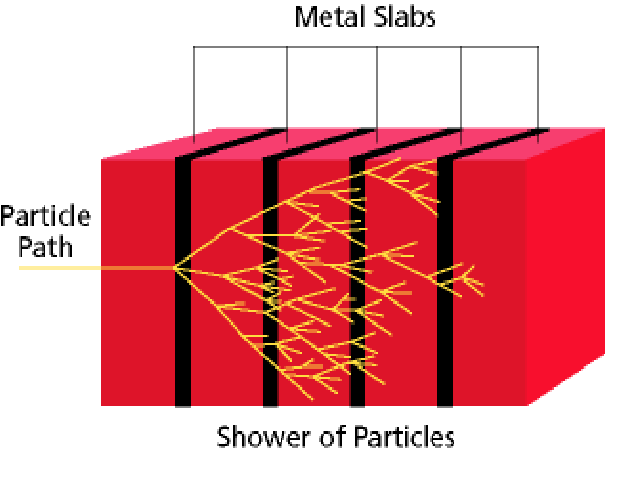 Metal Slabs
Particle
Path
Shower of Particles